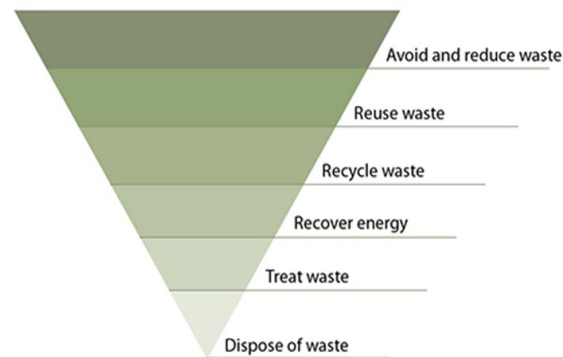 Avoid and reduce waste
Reuse waste
Recycle waste
Recover energy
Treat waste
Dispose of waste